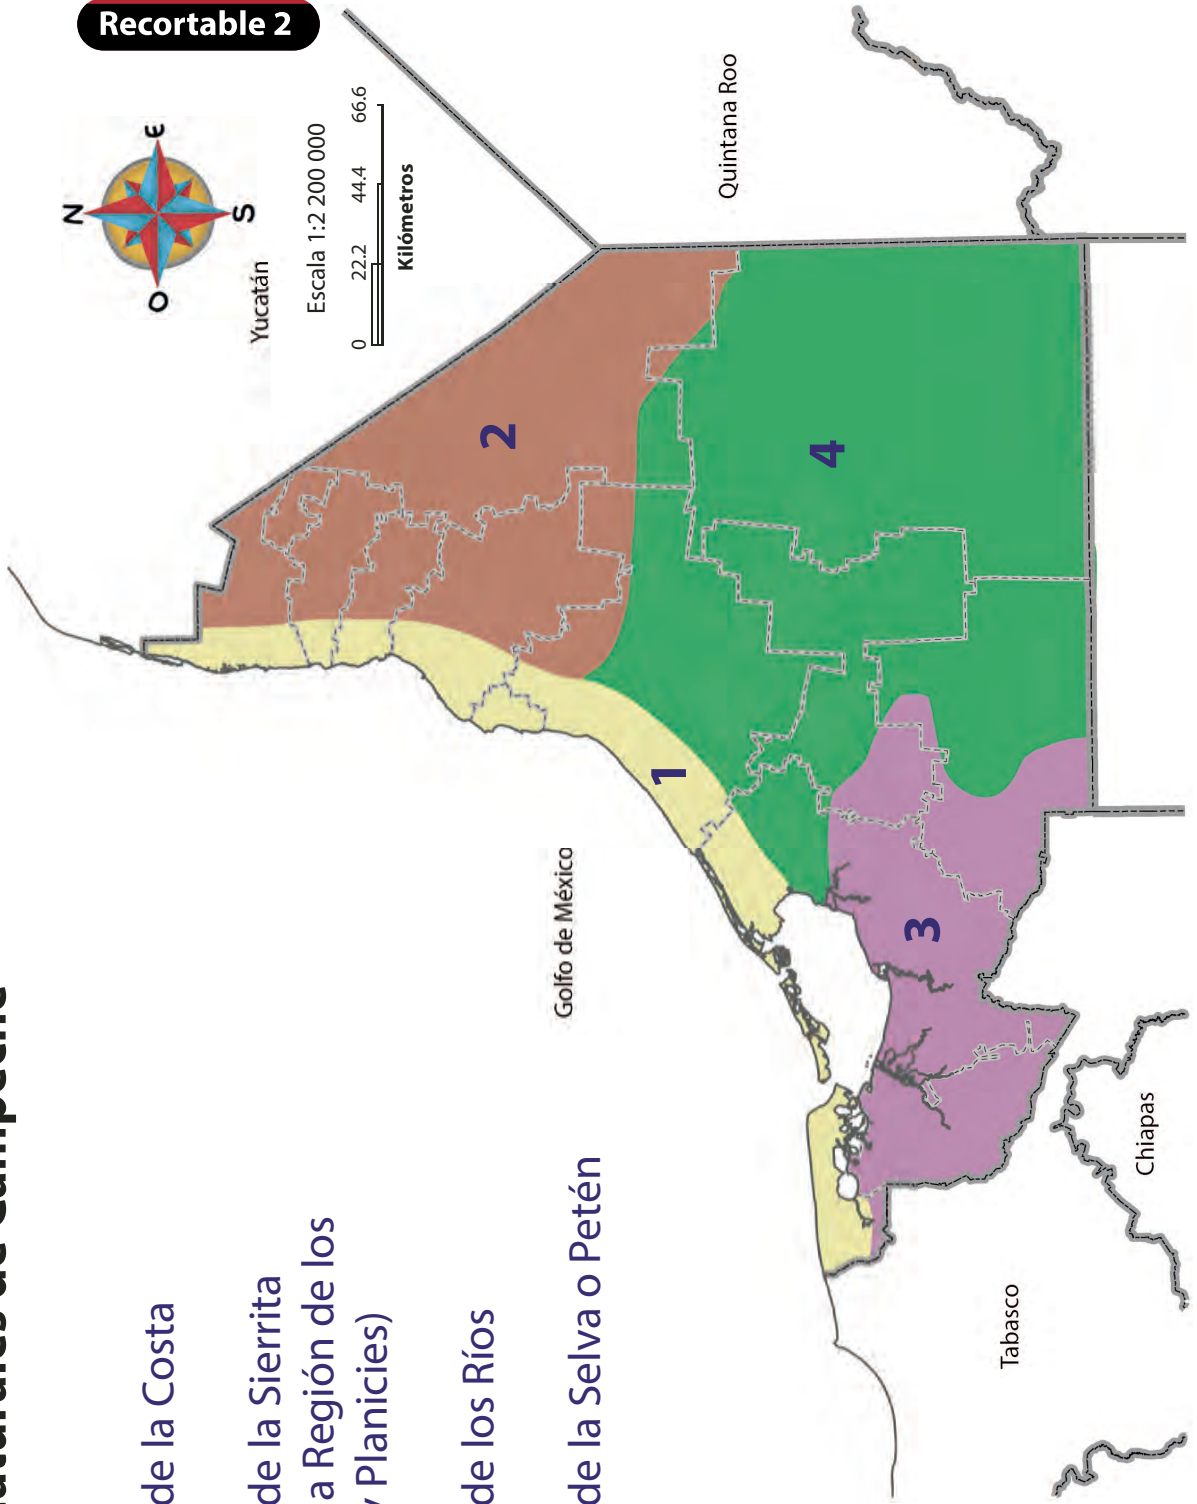 Recortable 2
de Campeche
de la Costa
de la Sierrita
a Región de los
Planicies)
de los Ríos
de la Selva o Petén
N
E
S
O
Yucatán
Escala 1:2 200 000
0 22.2 44.4 66.6
Kilómetros
Quintana Roo
Golfo de México
Tabasco
Chiapas
1
2
3
4